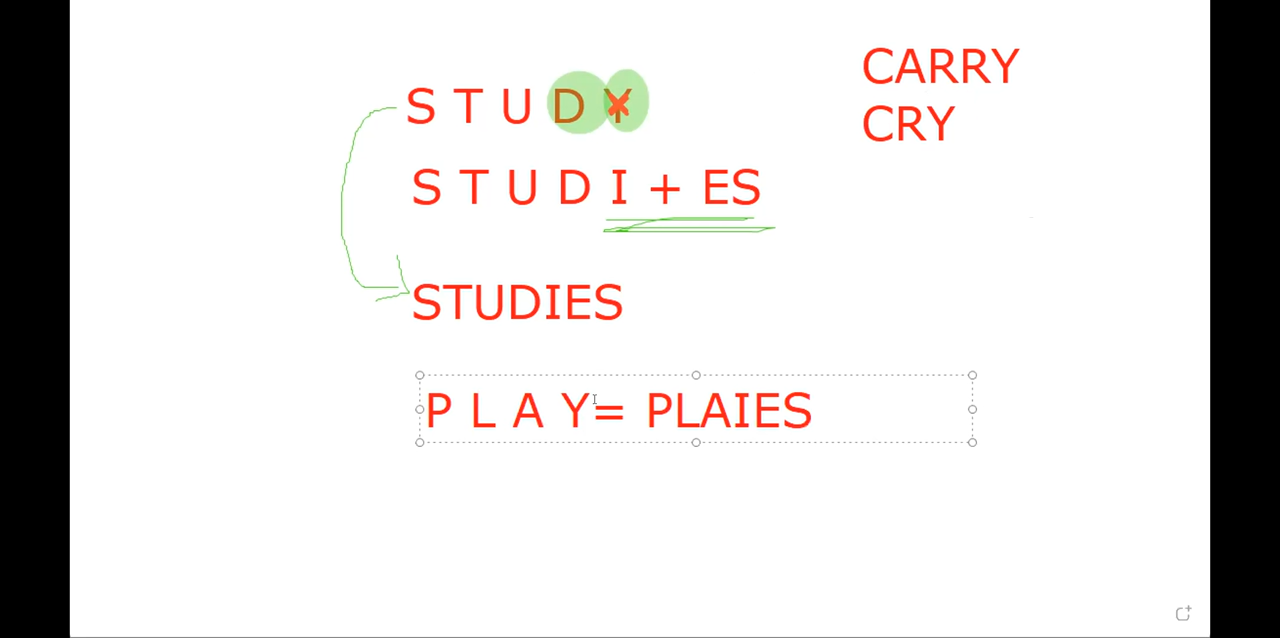 S T U D Y
S T U D I + ES
STUDIES
P L A Y= PLAIES
CARRY
CRY